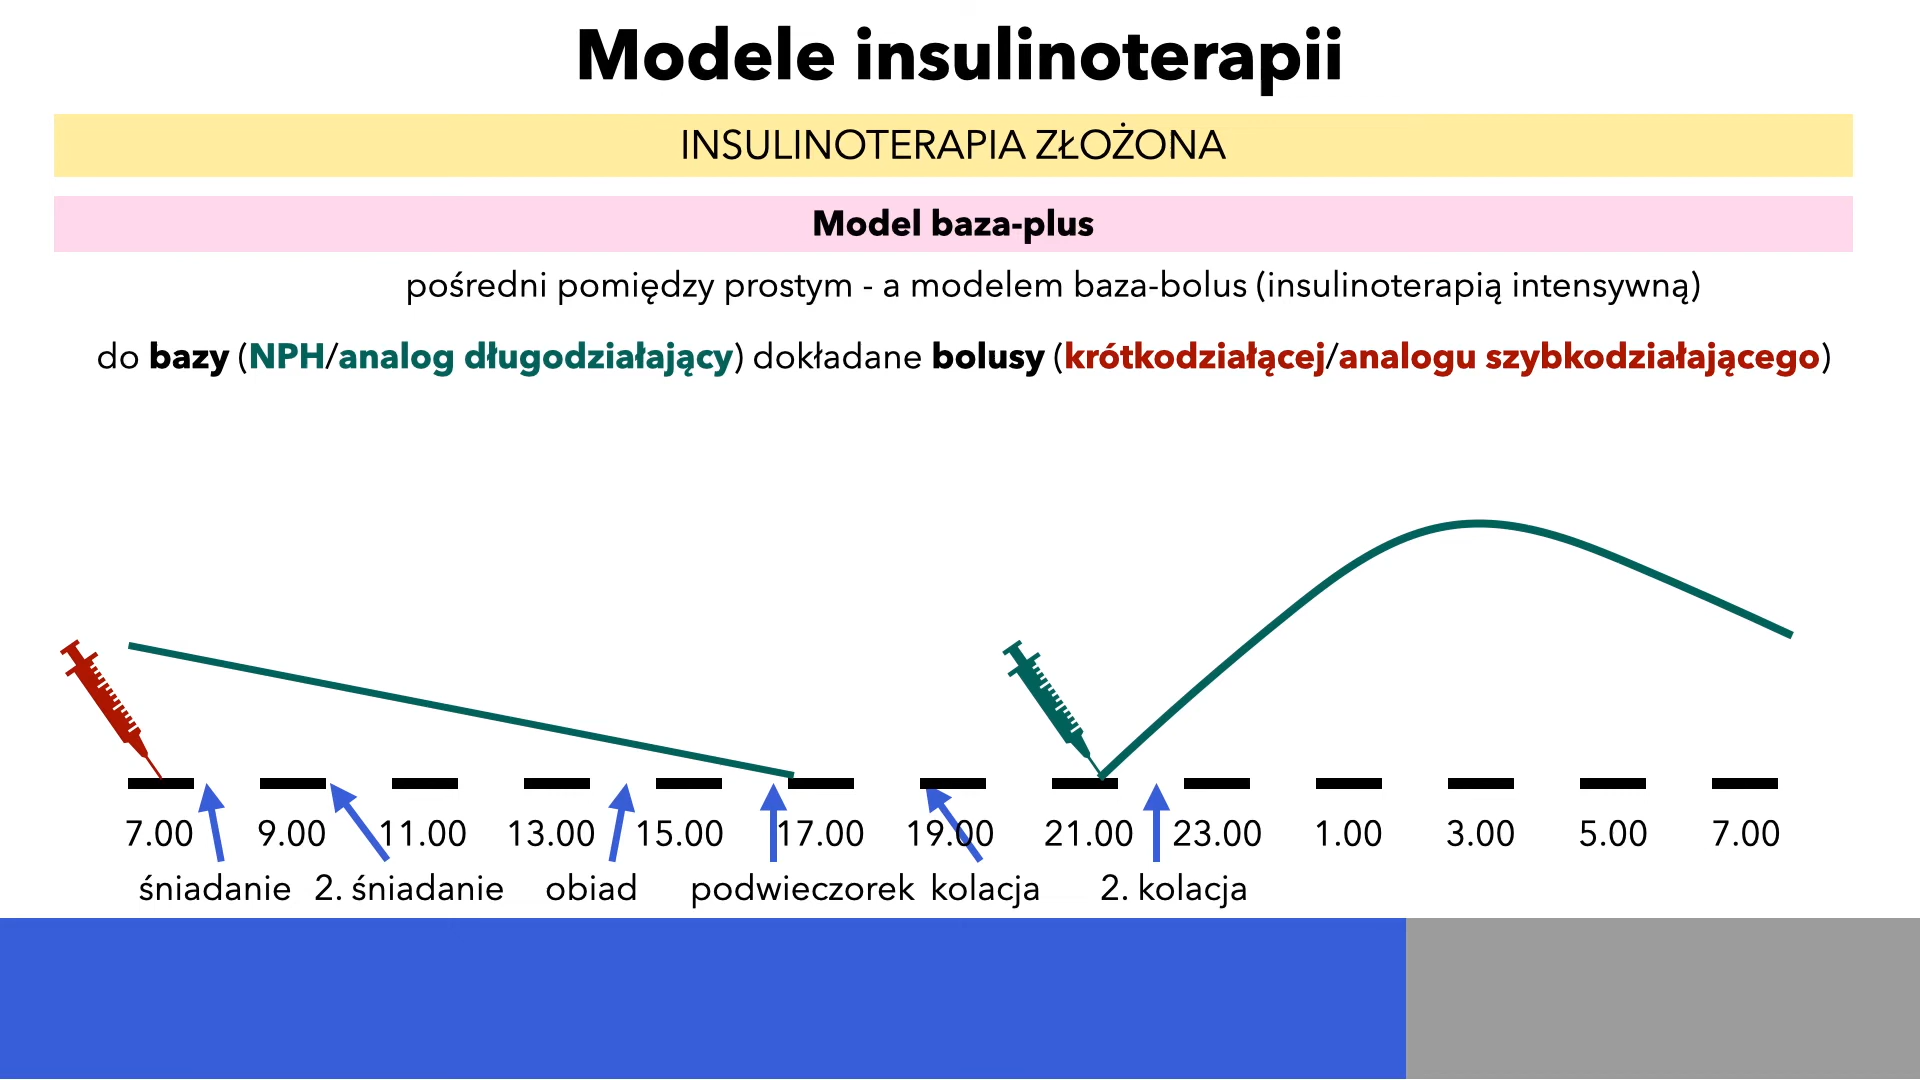 Modele insulinoterapii
INSULINOTERAPIA ZŁOŻONA
Model baza-plus
pośredni pomiędzy prostym - a modelem baza-bolus (insulinoterapią intensywną)
do bazy (NPH/analog długodziałający) dokładane bolusy (krótkodziałącej/analogu szybkodziałającego)
7.00 9.00 11.00 13.00 15.00 17.00 19.00 21.00 23.00 1.00 3.00 5.00 7.00
śniadanie 2. śniadanie obiad podwieczorek kolacja 2. kolacja